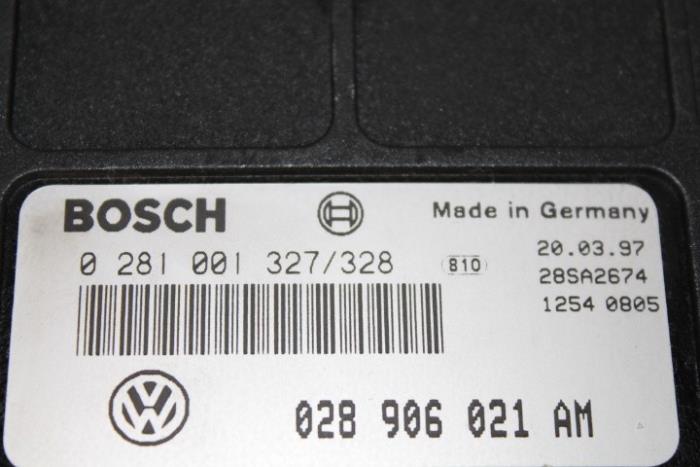 BOSCH
Made in Germany
0 281 001 327/328
810
20.03.97
28SA2674
1254 0805
VW
028 906 021 AM